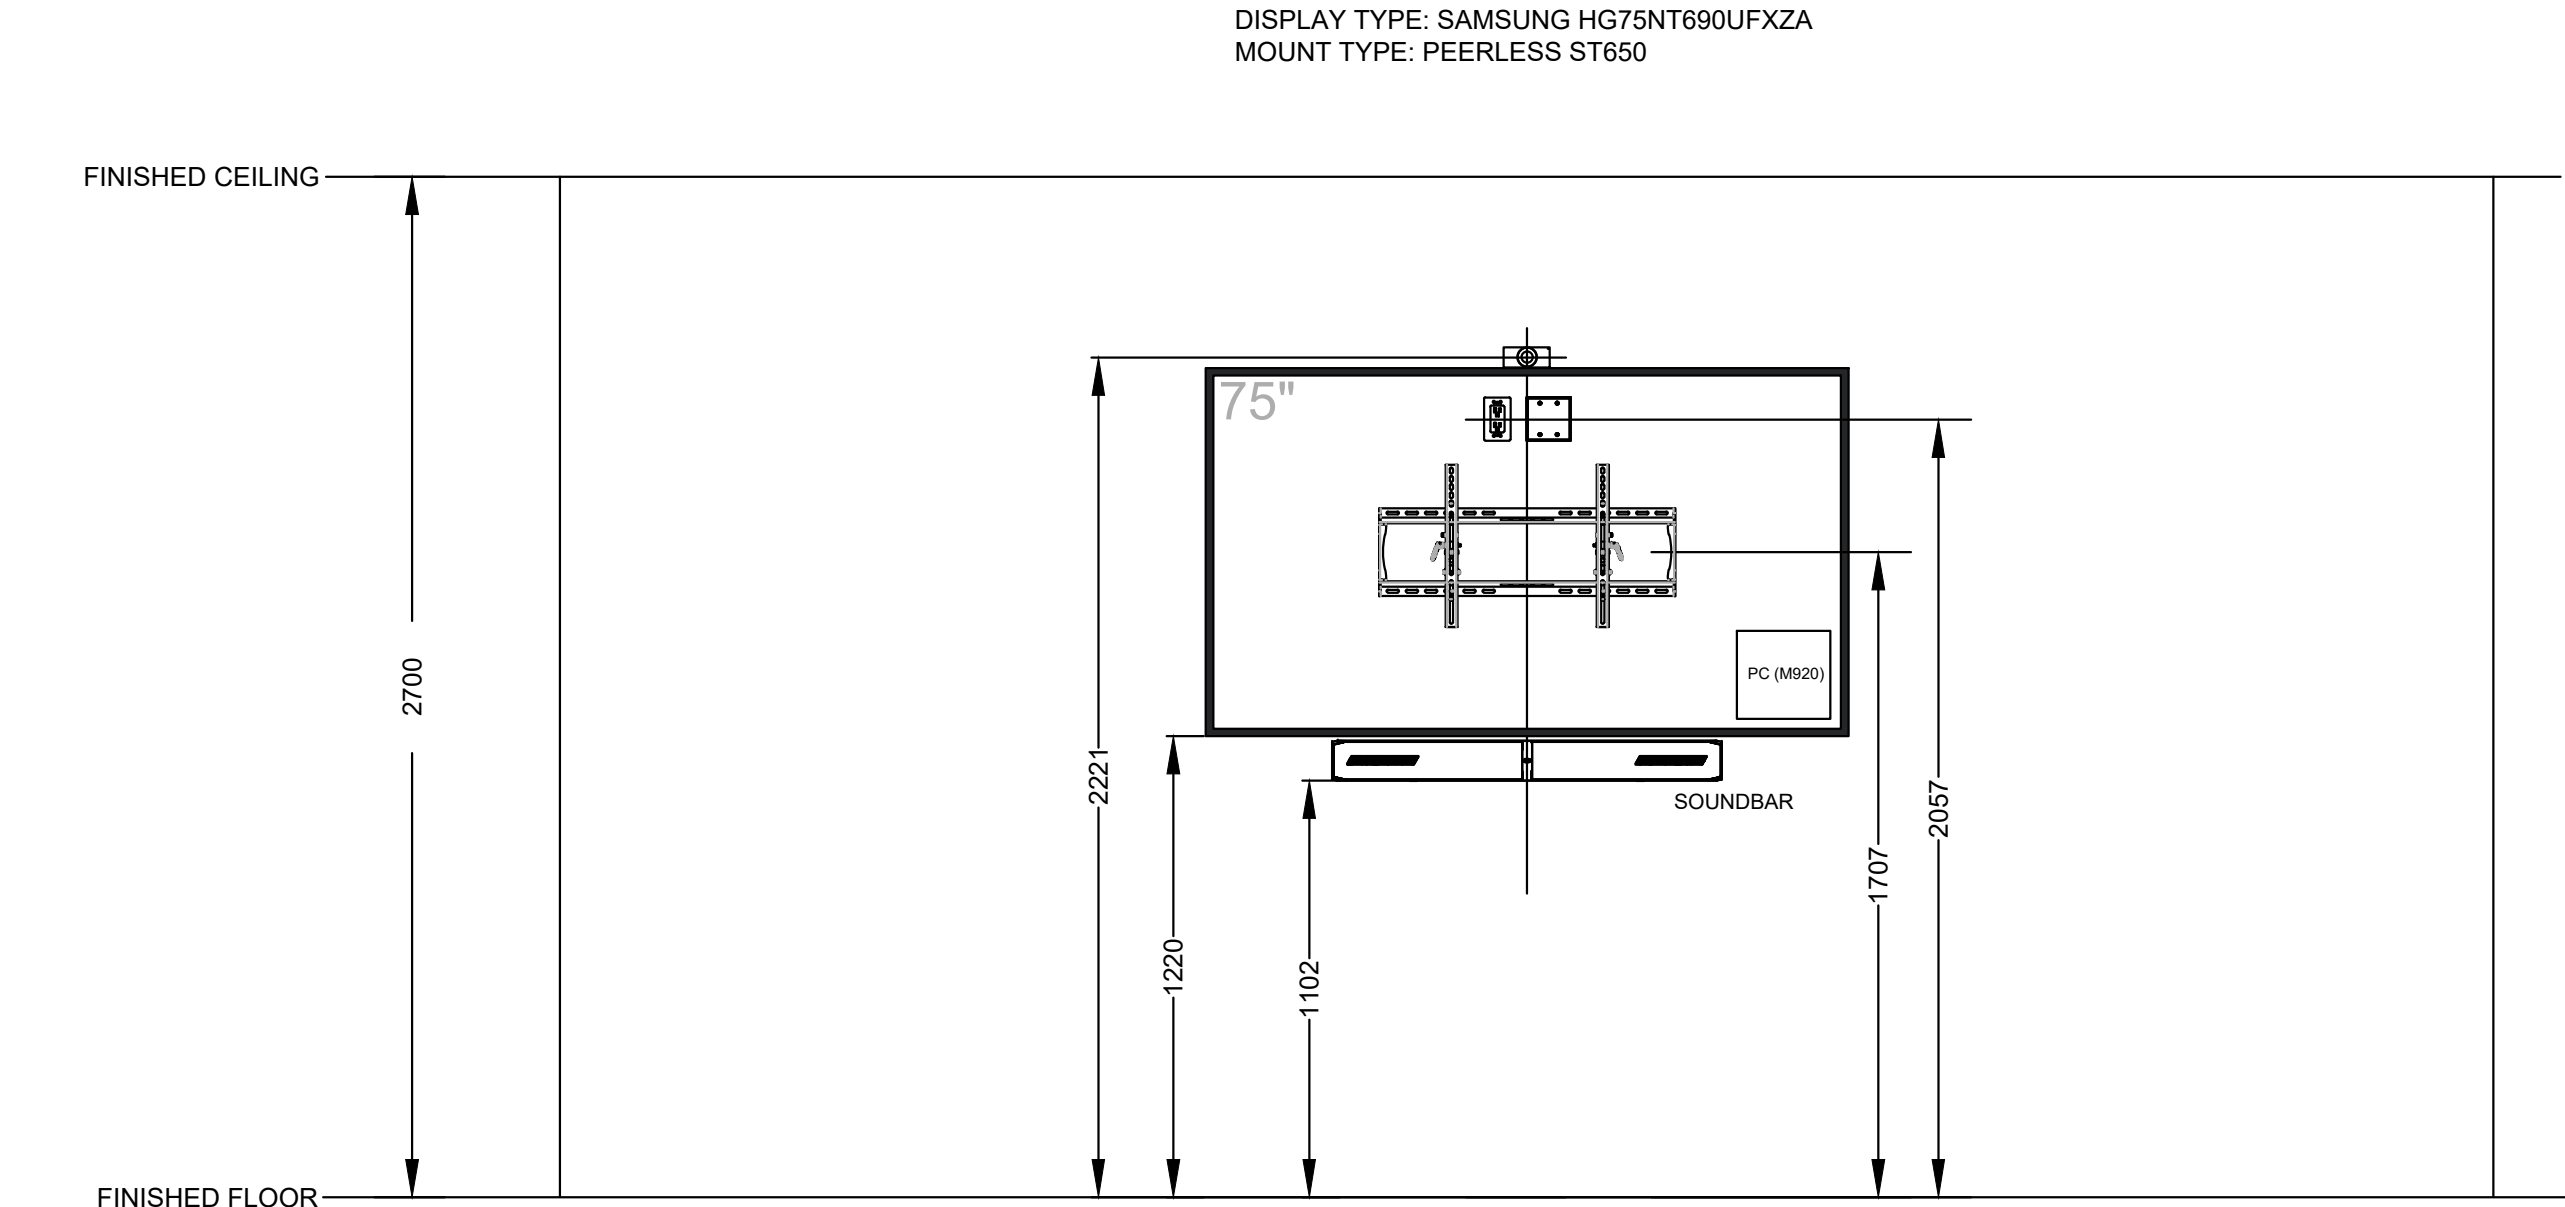 DISPLAY TYPE: SAMSUNG HG75NT690UFXZA
MOUNT TYPE: PEERLESS ST650
FINISHED CEILING
75"
2700
PC (M920)
2221
2057
SOUNDBAR
1707
1220
1102
FINISHED FLOOR